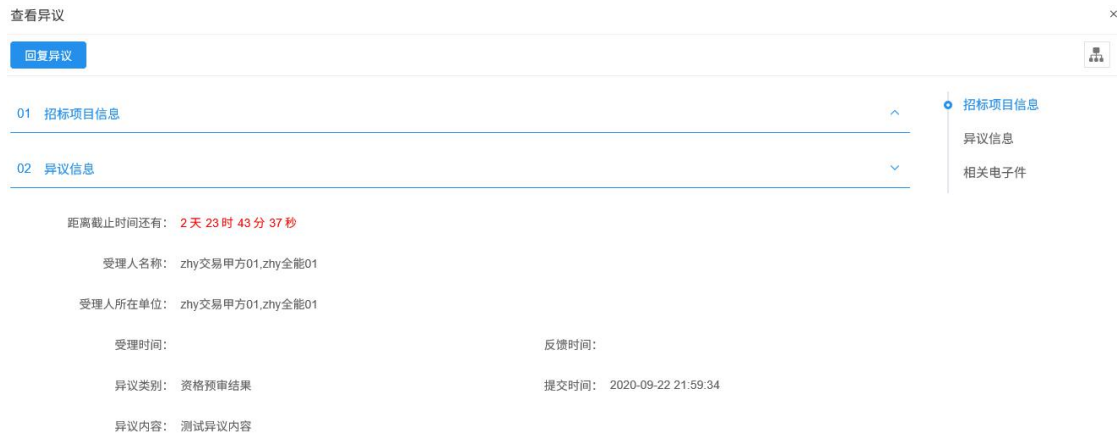 查看异议 ×
回复异议
01 招标项目信息
招标项目信息
异议信息
相关电子件
02 异议信息
距离截止时间还有： 2 天 23 时 43 分 37 秒
受理人名称： zhy交易甲方01,zhy全能01
受理人所在单位： zhy交易甲方01,zhy全能01
受理时间： 反馈时间：
异议类别： 资格预审结果 提交时间： 2020-09-22 21:59:34
异议内容： 测试异议内容